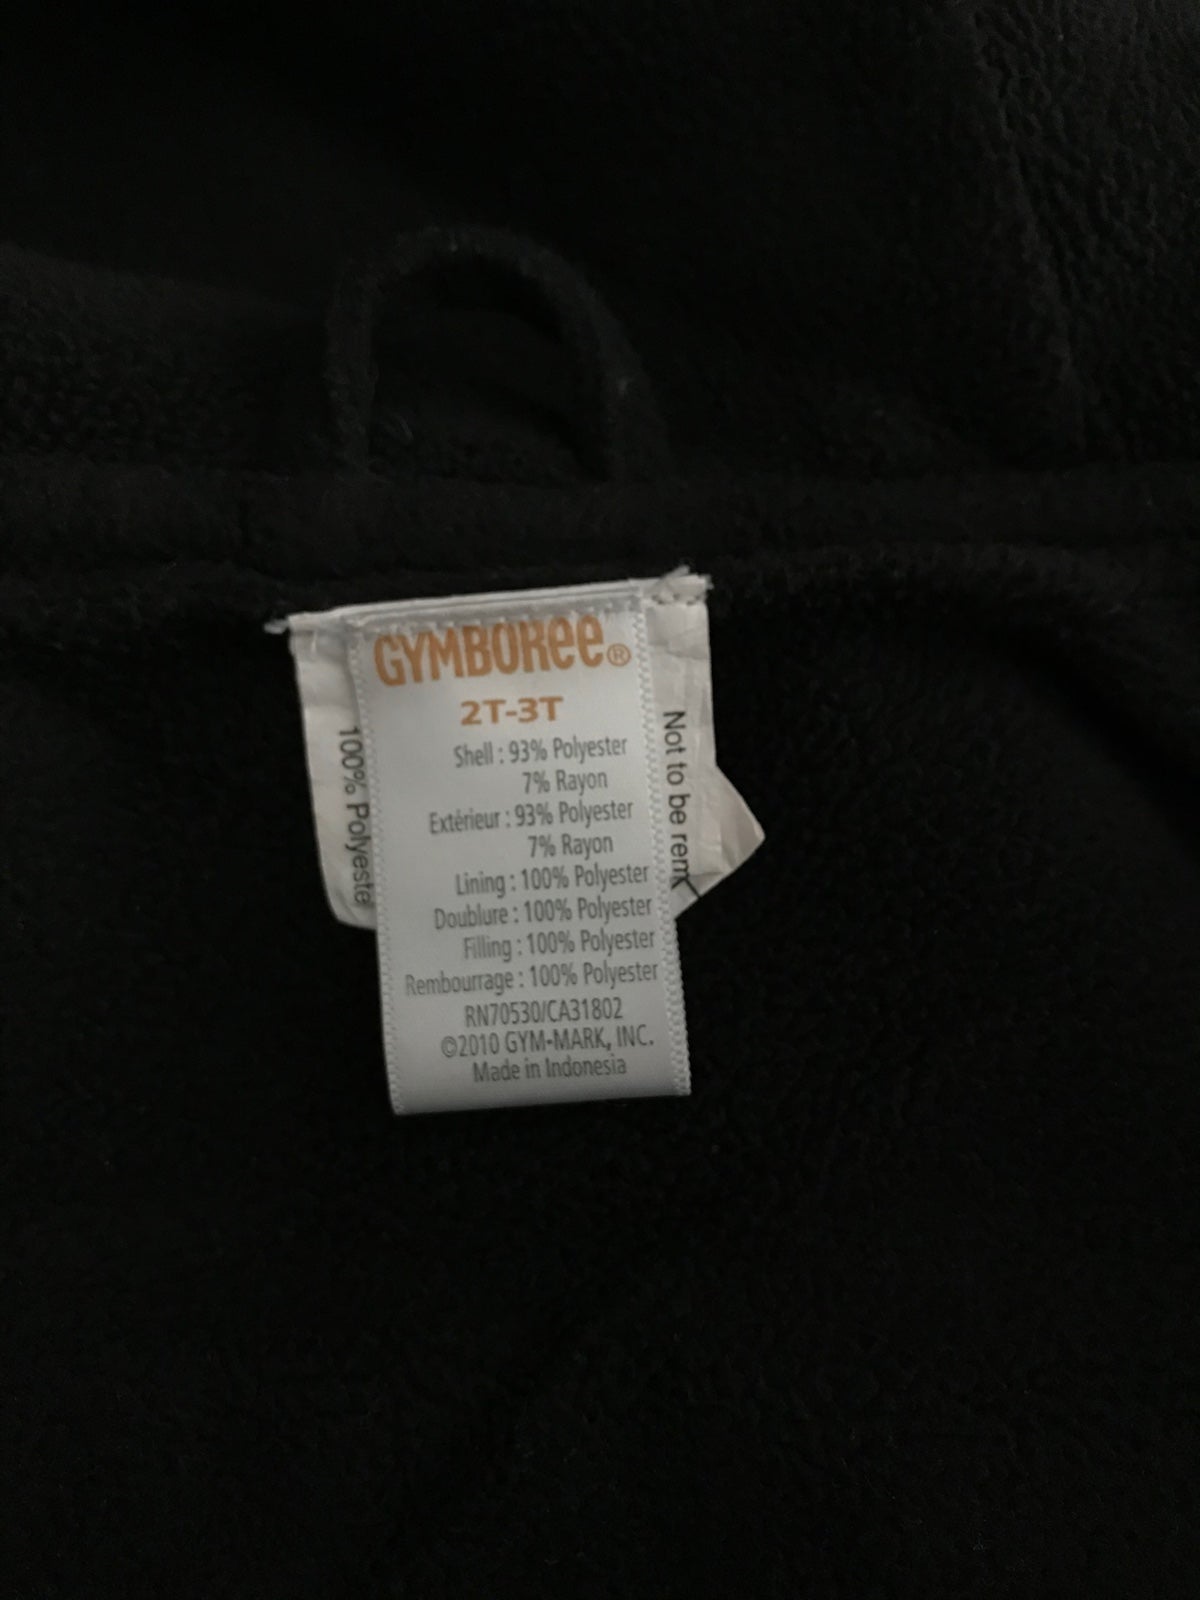 GYMBOREE®
2T-3T
Shell : 93% Polyester
7% Rayon
Extérieur : 93% Polyester
7% Rayon
Lining : 100% Polyester
Doublure : 100% Polyester
Filling : 100% Polyester
Rembourrage : 100% Polyester
RN70530/CA31802
©2010 GYM-MARK, INC.
Made in Indonesia
100% Polyeste
Not to be rem